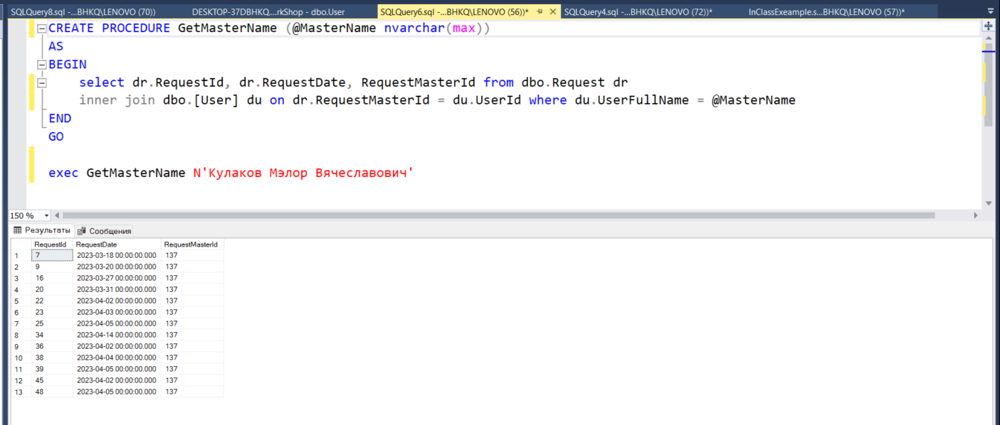 SQLQuery8.sql -...BHKQ\LENOVO (70)) DESKTOP-37DBHKQ....rkShop - dbo.User SQLQuery6.sql -...BHKQ\LENOVO (56))* SQLQuery4.sql -...BHKQ\LENOVO (72))* InClassExeample.s...BHKQ\LENOVO (57))*
CREATE PROCEDURE GetMasterName (@MasterName nvarchar(max))
AS
BEGIN
select dr.RequestId, dr.RequestDate, RequestMasterId from dbo.Request dr
inner join dbo.[User] du on dr.RequestMasterId = du.UserId where du.UserFullName = @MasterName
END
GO
exec GetMasterName N'Кулаков Мэлор Вячеславович'
150 %
Результаты Сообщения
RequestId RequestDate RequestMasterId
1 7 2023-03-18 00:00:00.000 137
2 9 2023-03-20 00:00:00.000 137
3 16 2023-03-27 00:00:00.000 137
4 20 2023-03-31 00:00:00.000 137
5 22 2023-04-02 00:00:00.000 137
6 23 2023-04-03 00:00:00.000 137
7 25 2023-04-05 00:00:00.000 137
8 34 2023-04-14 00:00:00.000 137
9 36 2023-04-02 00:00:00.000 137
10 38 2023-04-04 00:00:00.000 137
11 39 2023-04-05 00:00:00.000 137
12 45 2023-04-02 00:00:00.000 137
13 48 2023-04-05 00:00:00.000 137